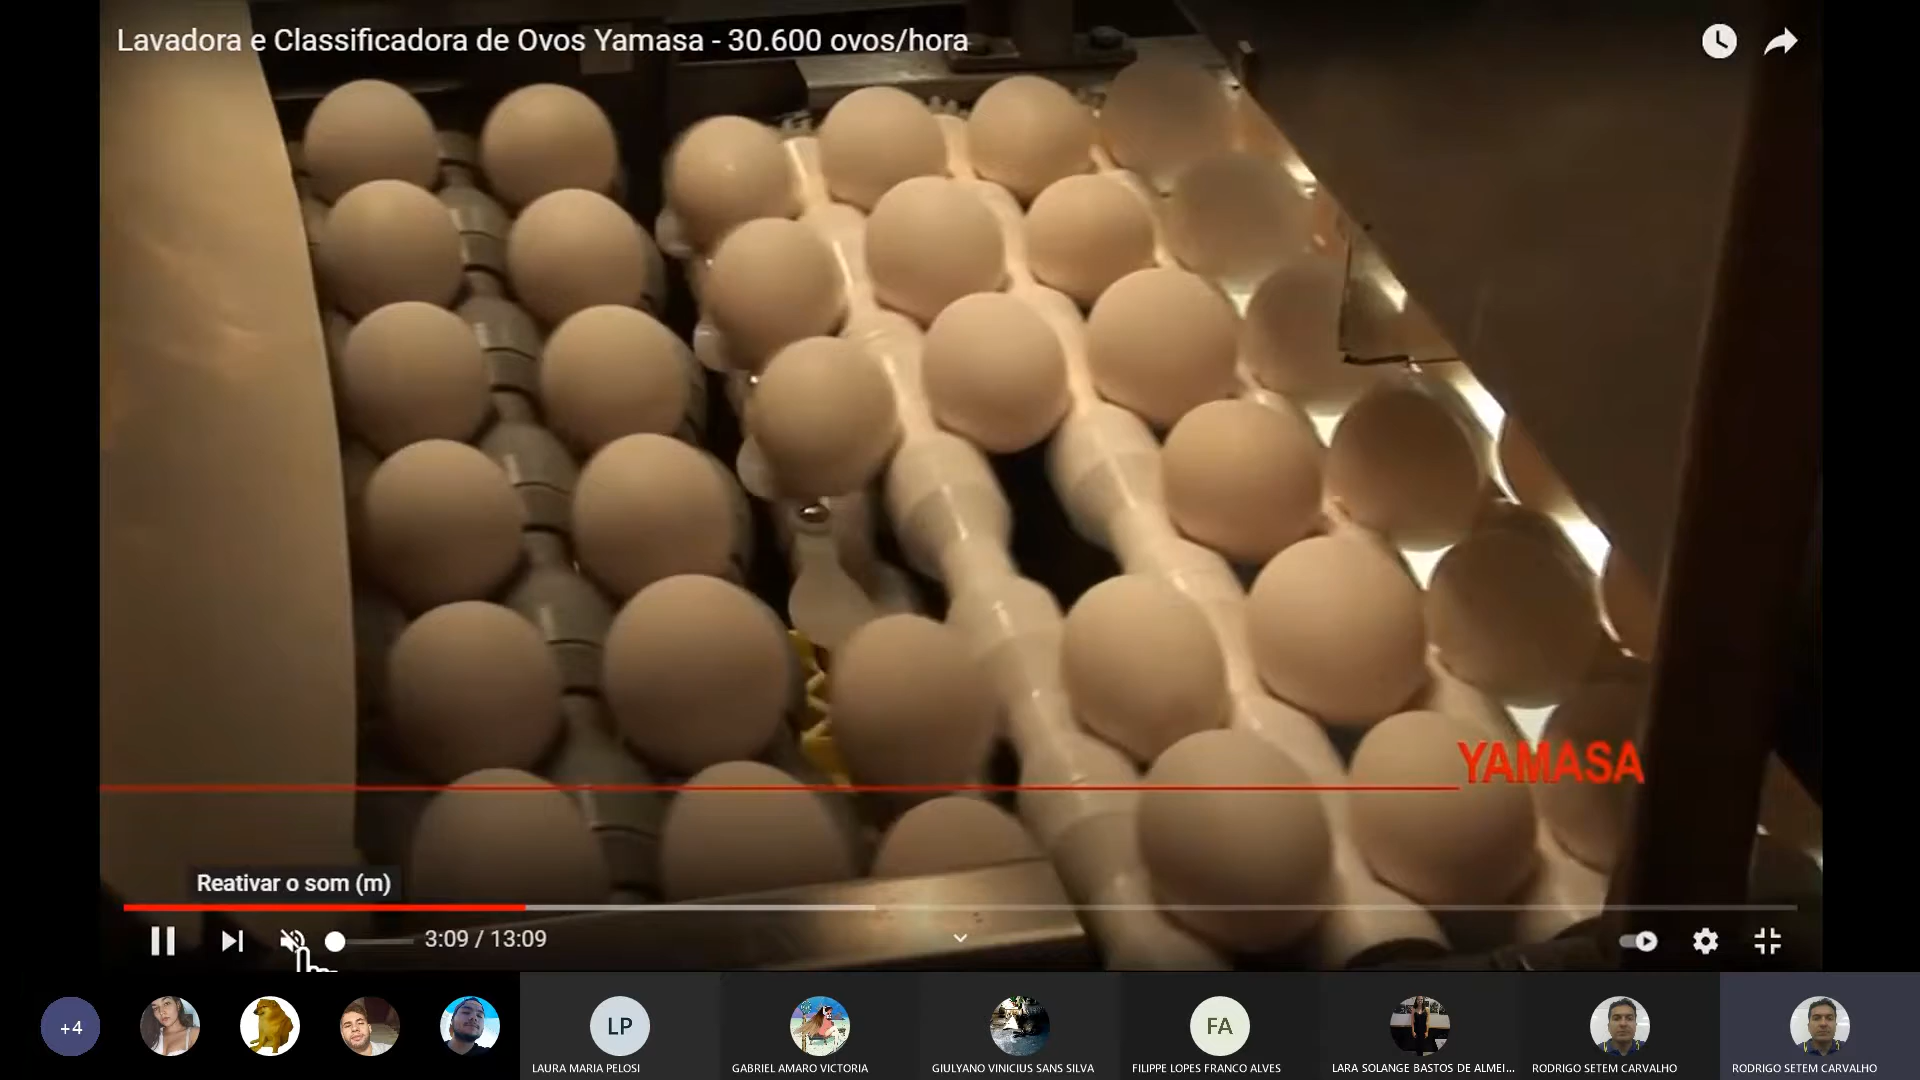 Lavadora e Classificadora de Ovos Yamasa - 30.600 ovos/hora
YAMASA
Reativar o som (m)
3:09 / 13:09
+4
LP
FA
LAURA MARIA PELOSI
GABRIEL AMARO VICTORIA
GIULYANO VINICIUS SANS SILVA
FILIPPE LOPES FRANCO ALVES
LARA SOLANGE BASTOS DE ALMEI...
RODRIGO SETEM CARVALHO
RODRIGO SETEM CARVALHO